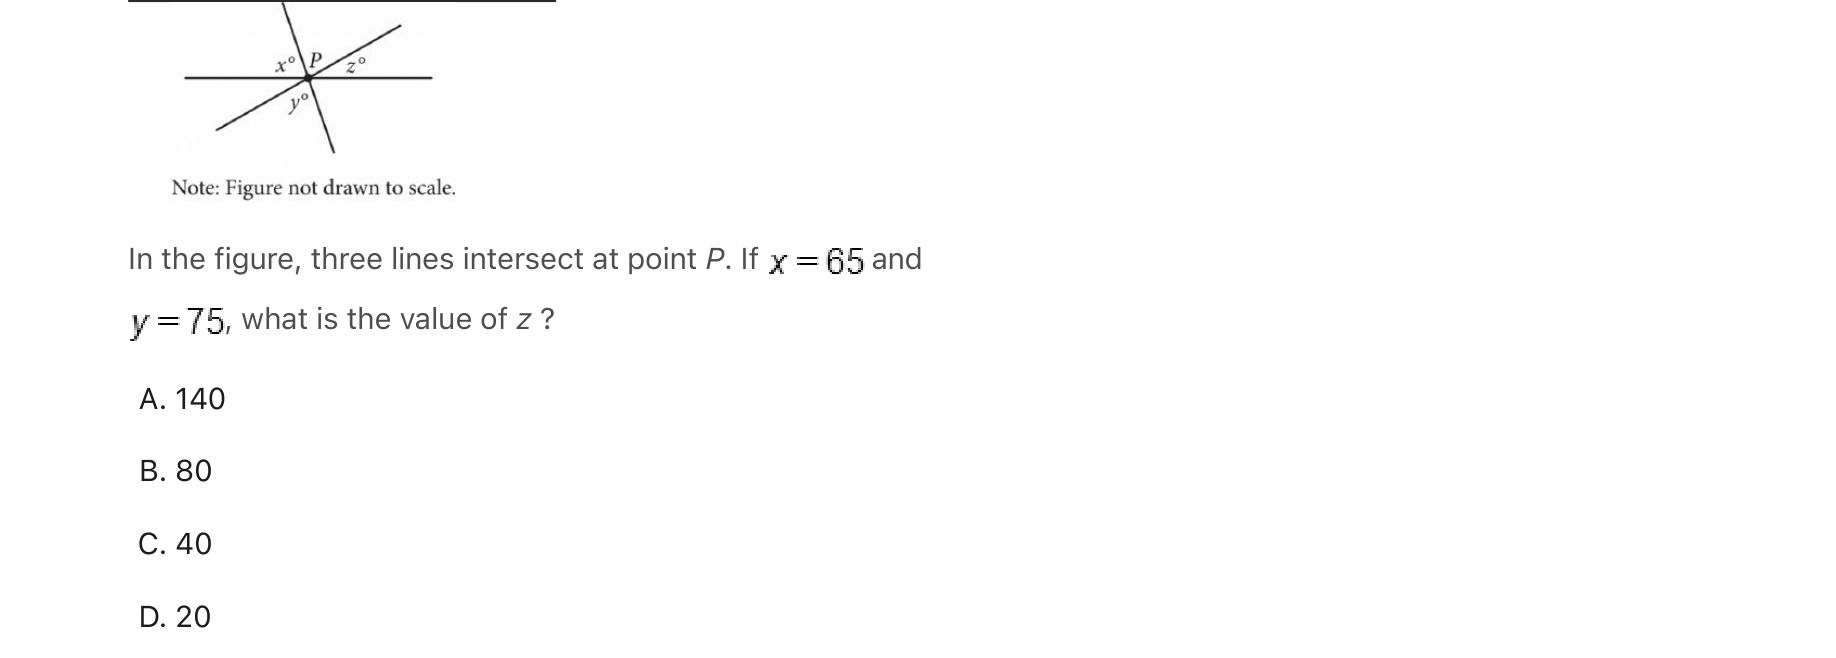 x° P z°
y°
Note: Figure not drawn to scale.
In the figure, three lines intersect at point P. If x = 65 and
y = 75, what is the value of z ?
A. 140
B. 80
C. 40
D. 20